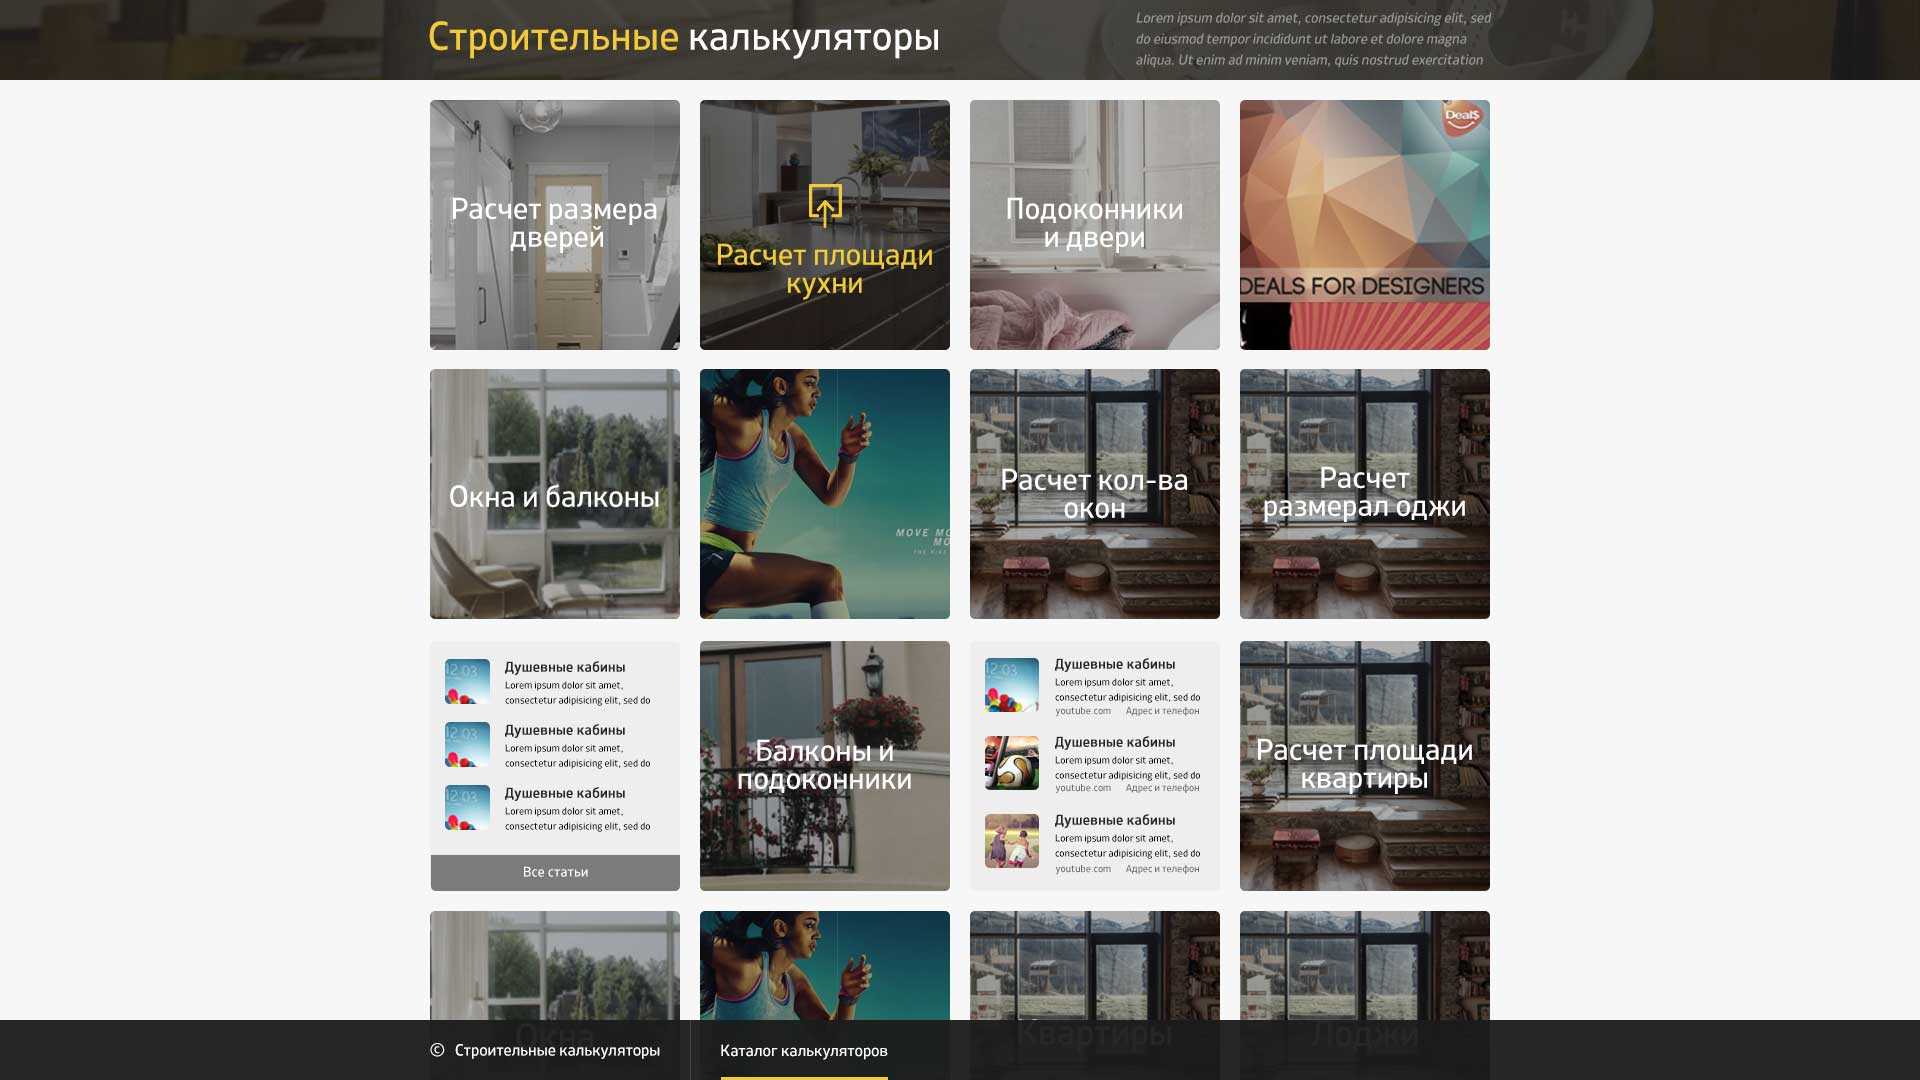 Строительные калькуляторы
Lorem ipsum dolor sit amet, consectetur adipisicing elit, sed
do eiusmod tempor incididunt ut labore et dolore magna
aliqua. Ut enim ad minim veniam, quis nostrud exercitation
Расчет размера
дверей
Расчет площади
кухни
Подоконники
и двери
Deal$
DEALS FOR DESIGNERS
Окна и балконы
MOVE MO
MO
THE FIRE
Расчет кол-ва
окон
Расчет
размерал оджи
12:03
Душевные кабины
Lorem ipsum dolor sit amet,
consectetur adipisicing elit, sed do
12:03
Душевные кабины
Lorem ipsum dolor sit amet,
consectetur adipisicing elit, sed do
12:03
Душевные кабины
Lorem ipsum dolor sit amet,
consectetur adipisicing elit, sed do
Все статьи
Балконы и
подоконники
12:03
Душевные кабины
Lorem ipsum dolor sit amet,
consectetur adipisicing elit, sed do
youtube.com Адрес и телефон
Душевные кабины
Lorem ipsum dolor sit amet,
consectetur adipisicing elit, sed do
youtube.com Адрес и телефон
Душевные кабины
Lorem ipsum dolor sit amet,
consectetur adipisicing elit, sed do
youtube.com Адрес и телефон
Расчет площади
квартиры
Окна
Квартиры
Лоджи
© Строительные калькуляторы
Каталог калькуляторов